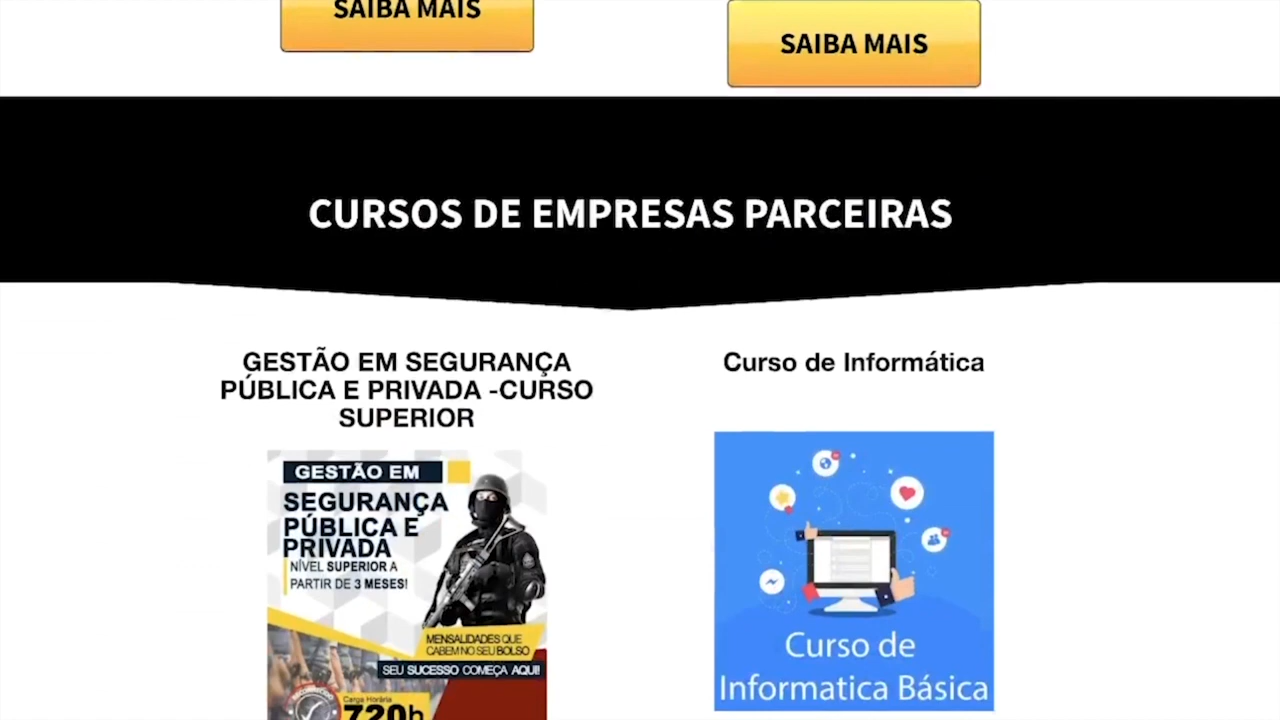 SAIBA MAIS
SAIBA MAIS
CURSOS DE EMPRESAS PARCEIRAS
GESTÃO EM SEGURANÇA
PÚBLICA E PRIVADA -CURSO
SUPERIOR
GESTÃO EM
SEGURANÇA
PÚBLICA E
PRIVADA
NÍVEL SUPERIOR A
PARTIR DE 3 MESES!
MENSALIDADES QUE
CABEM NO SEU BOLSO
SEU SUCESSO COMEÇA AQUI!
RECONHECIDO
Carga Horária
720h
Curso de Informática
Curso de
Informatica Básica